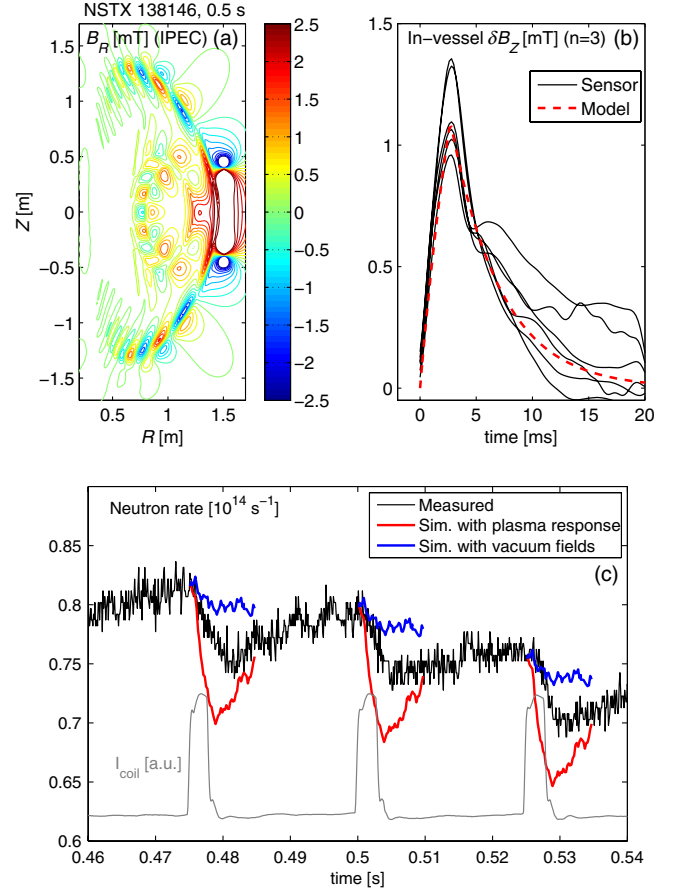 NSTX 138146, 0.5 s
B_R [mT] (IPEC) (a)
1.5
1
0.5
0
−0.5
−1
−1.5
Z [m]
0.5 1 1.5
R [m]
2.5
2
1.5
1
0.5
0
−0.5
−1
−1.5
−2
−2.5
In−vessel δB_Z [mT] (n=3) (b)
Sensor
Model
1
0.5
0
0 5 10 15 20
time [ms]
Neutron rate [10^14 s^−1]
Measured
Sim. with plasma response
Sim. with vacuum fields
(c)
0.85
0.8
0.75
0.7
0.65
0.6
I_coil [a.u.]
0.46 0.47 0.48 0.49 0.5 0.51 0.52 0.53 0.54
time [s]